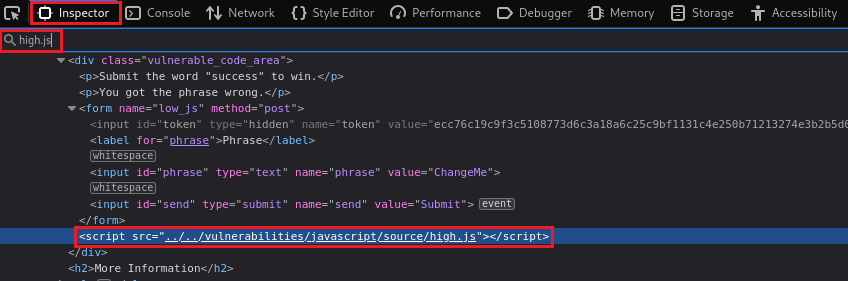 Inspector Console Network Style Editor Performance Debugger Memory Storage Accessibility
high.js
<div class="vulnerable_code_area">
<p>Submit the word "success" to win.</p>
<p>You got the phrase wrong.</p>
<form name="low_js" method="post">
<input id="token" type="hidden" name="token" value="ecc76c19c9f3c5108773d6c3a18a6c25c9bf1131c4e250b71213274e3b2b5d0
<label for="phrase">Phrase</label>
whitespace
<input id="phrase" type="text" name="phrase" value="ChangeMe">
whitespace
<input id="send" type="submit" name="send" value="Submit"> event
</form>
<script src="../../vulnerabilities/javascript/source/high.js"></script>
</div>
<h2>More Information</h2>